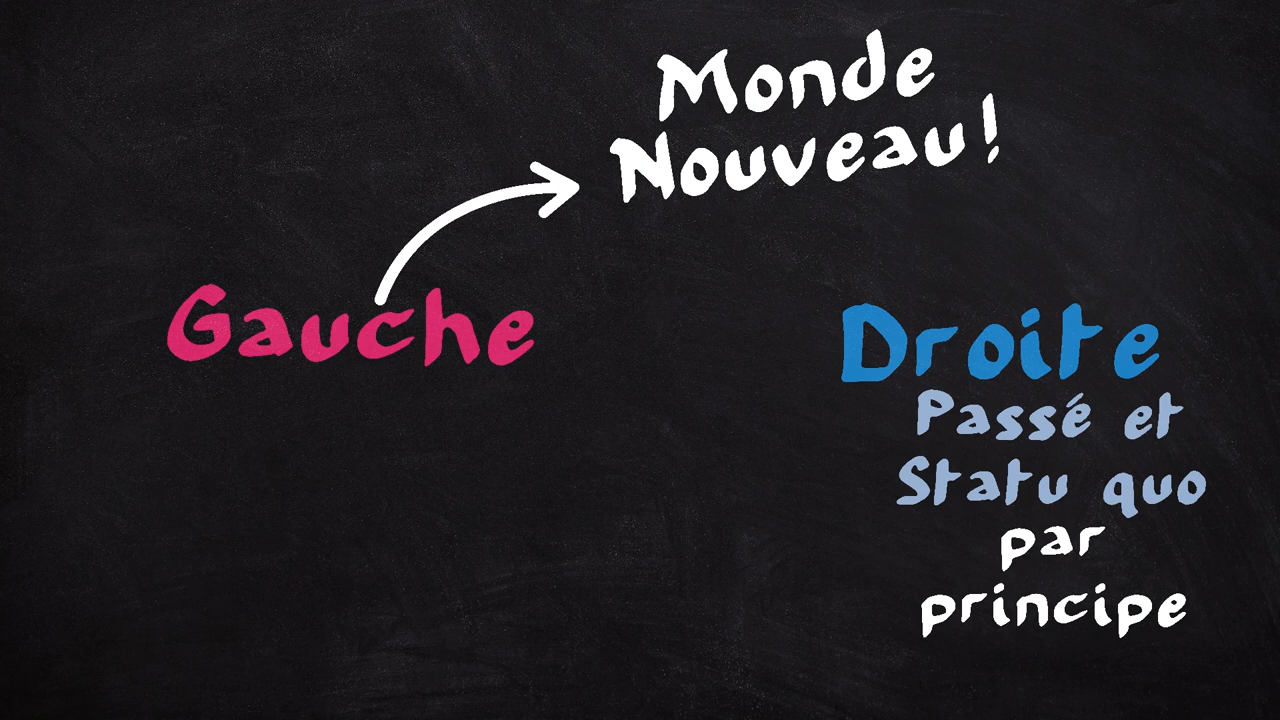 Monde
Nouveau!
Gauche
Droite
Passé et
Statu quo
par
principe